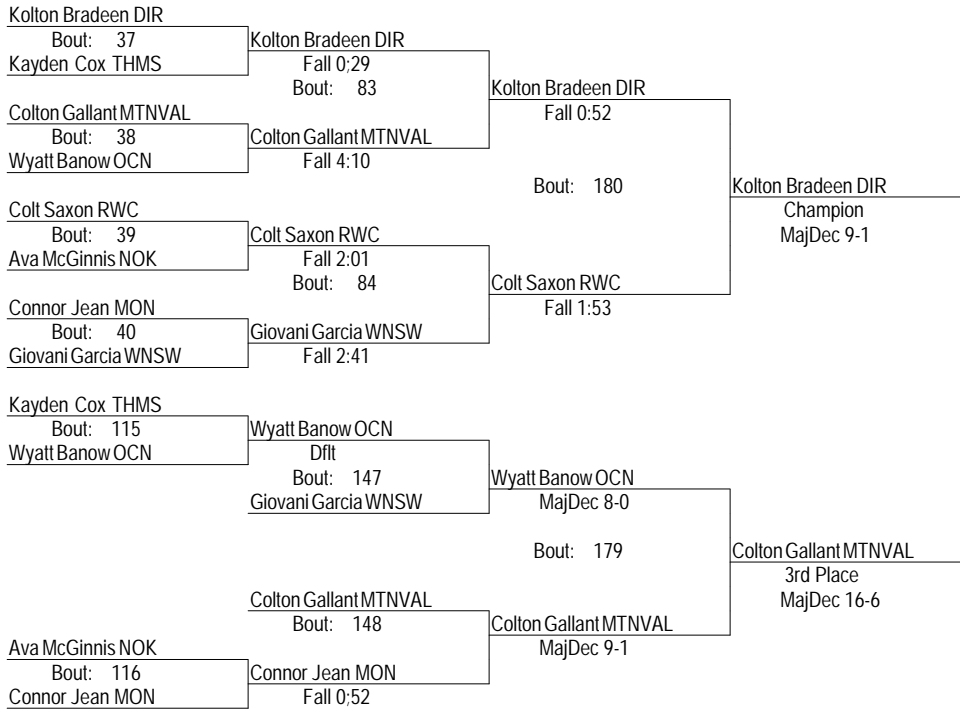 Kolton Bradeen DIR
Bout: 37
Kayden Cox THMS
Kolton Bradeen DIR
Fall 0;29
Bout: 83
Colton Gallant MTNVAL
Bout: 38
Wyatt Banow OCN
Colton Gallant MTNVAL
Fall 4:10
Kolton Bradeen DIR
Fall 0:52
Bout: 180
Colt Saxon RWC
Bout: 39
Ava McGinnis NOK
Colt Saxon RWC
Fall 2:01
Bout: 84
Connor Jean MON
Bout: 40
Giovani Garcia WNSW
Giovani Garcia WNSW
Fall 2:41
Colt Saxon RWC
Fall 1:53
Kolton Bradeen DIR
Champion
MajDec 9-1
Kayden Cox THMS
Bout: 115
Wyatt Banow OCN
Wyatt Banow OCN
Dflt
Bout: 147
Giovani Garcia WNSW
Wyatt Banow OCN
MajDec 8-0
Bout: 179
Colton Gallant MTNVAL
Bout: 148
Ava McGinnis NOK
Bout: 116
Connor Jean MON
Connor Jean MON
Fall 0;52
Colton Gallant MTNVAL
MajDec 9-1
Colton Gallant MTNVAL
3rd Place
MajDec 16-6